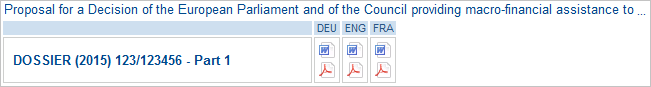 Proposal for a Decision of the European Parliament and of the Council providing macro-financial assistance to ...
DEU ENG FRA
DOSSIER (2015) 123/123456 - Part 1